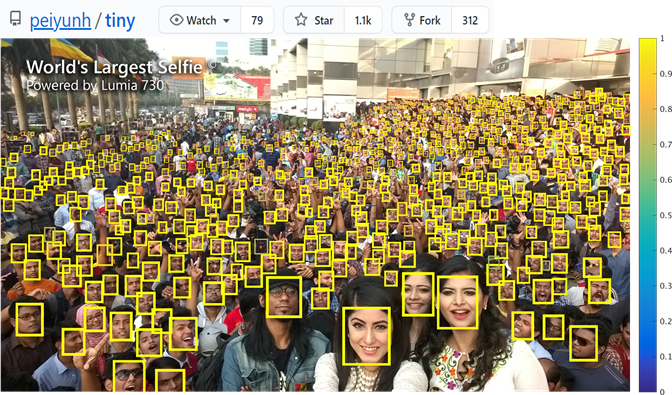 peiyunh / tiny
Watch 79
Star 1.1k
Fork 312
World's Largest Selfie
Powered by Lumia 730
1
0.9
0.8
0.7
0.6
0.5
0.4
0.3
0.2
0.1
0